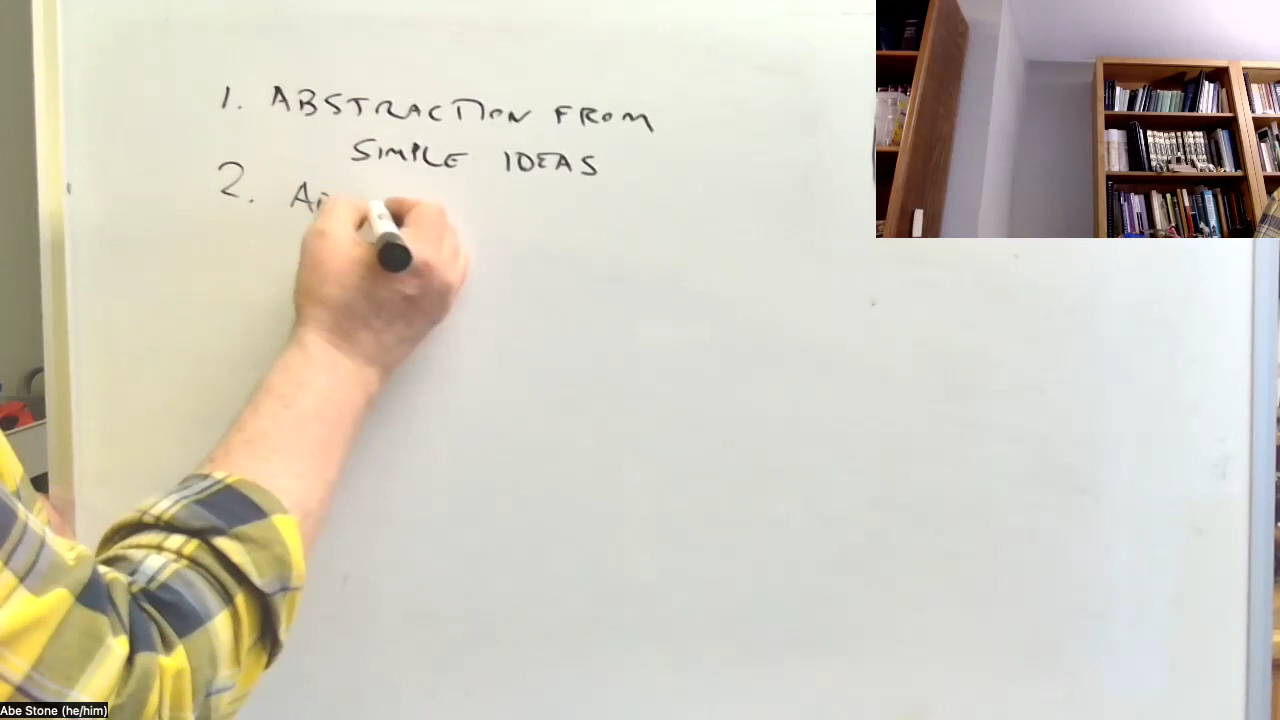 1. ABSTRACTION FROM
SIMPLE IDEAS
2.
Abe Stone (he/him)